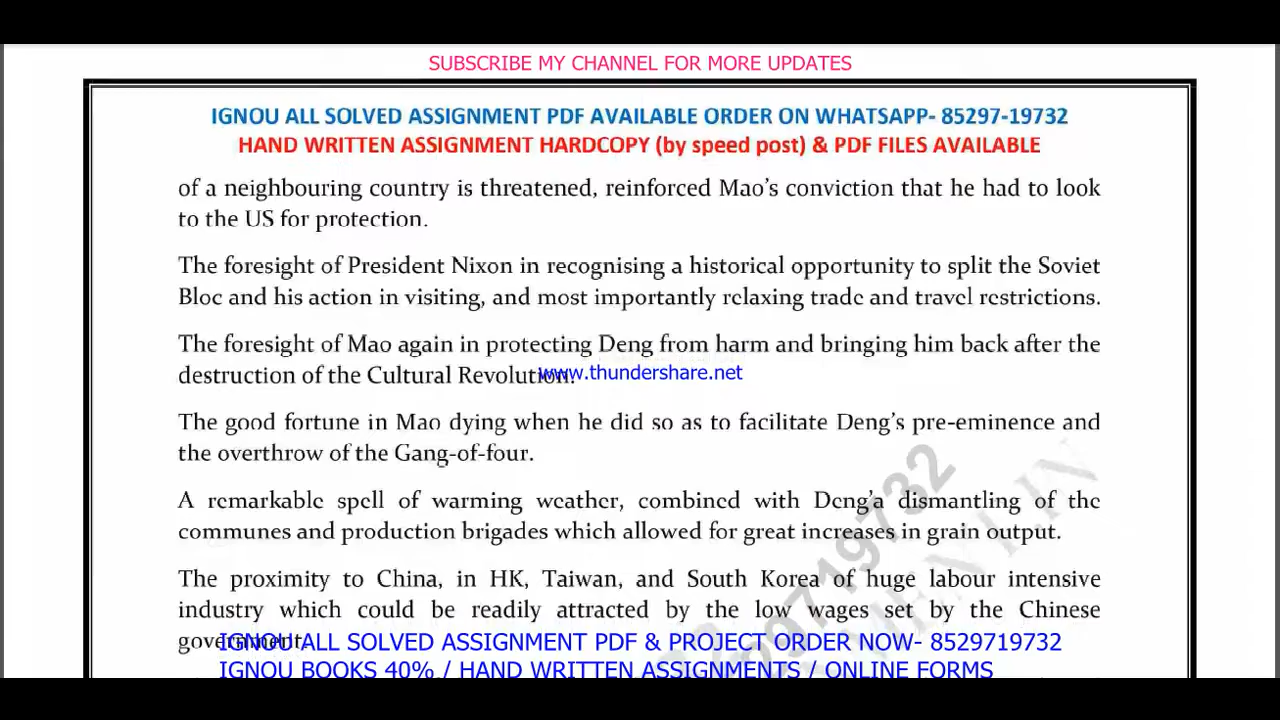 SUBSCRIBE MY CHANNEL FOR MORE UPDATES
IGNOU ALL SOLVED ASSIGNMENT PDF AVAILABLE ORDER ON WHATSAPP- 85297-19732
HAND WRITTEN ASSIGNMENT HARDCOPY (by speed post) & PDF FILES AVAILABLE
of a neighbouring country is threatened, reinforced Mao's conviction that he had to look
to the US for protection.
The foresight of President Nixon in recognising a historical opportunity to split the Soviet
Bloc and his action in visiting, and most importantly relaxing trade and travel restrictions.
The foresight of Mao again in protecting Deng from harm and bringing him back after the
destruction of the Cultural Revolution.
www.thundershare.net
The good fortune in Mao dying when he did so as to facilitate Deng's pre-eminence and
the overthrow of the Gang-of-four.
A remarkable spell of warming weather, combined with Deng'a dismantling of the
communes and production brigades which allowed for great increases in grain output.
The proximity to China, in HK, Taiwan, and South Korea of huge labour intensive
industry which could be readily attracted by the low wages set by the Chinese
government.
IGNOU ALL SOLVED ASSIGNMENT PDF & PROJECT ORDER NOW- 8529719732
IGNOU BOOKS 40% / HAND WRITTEN ASSIGNMENTS / ONLINE FORMS